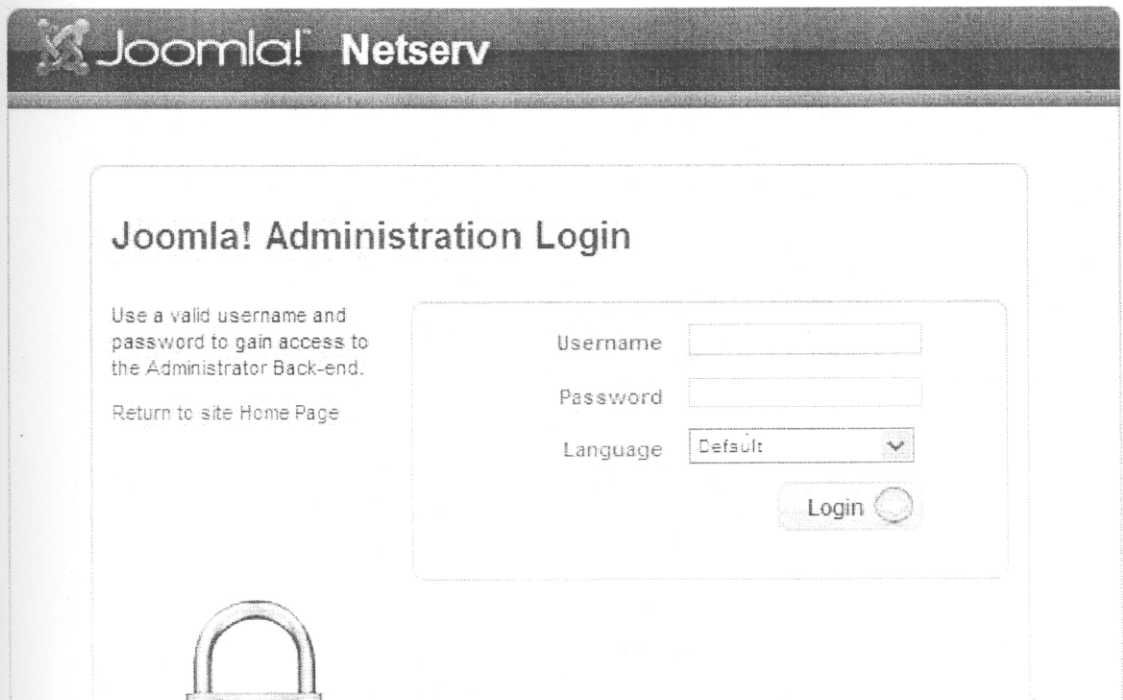 Joomla!™ Netserv
Joomla! Administration Login
Use a valid username and
password to gain access to
the Administrator Back-end.
Return to site Home Page
Username
Password
Language Default
Login